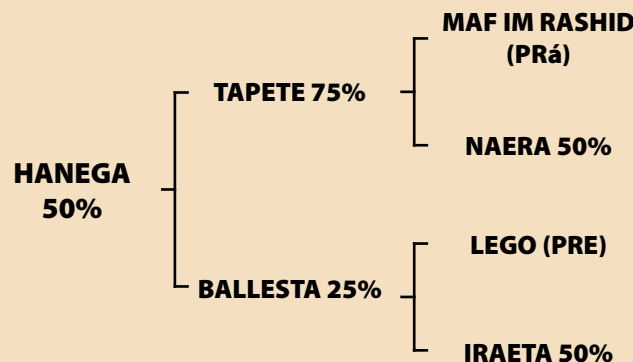 HANEGA
50%
TAPETE 75%
BALLESTA 25%
MAF IM RASHID
(PRá)
NAERA 50%
LEGO (PRE)
IRAETA 50%